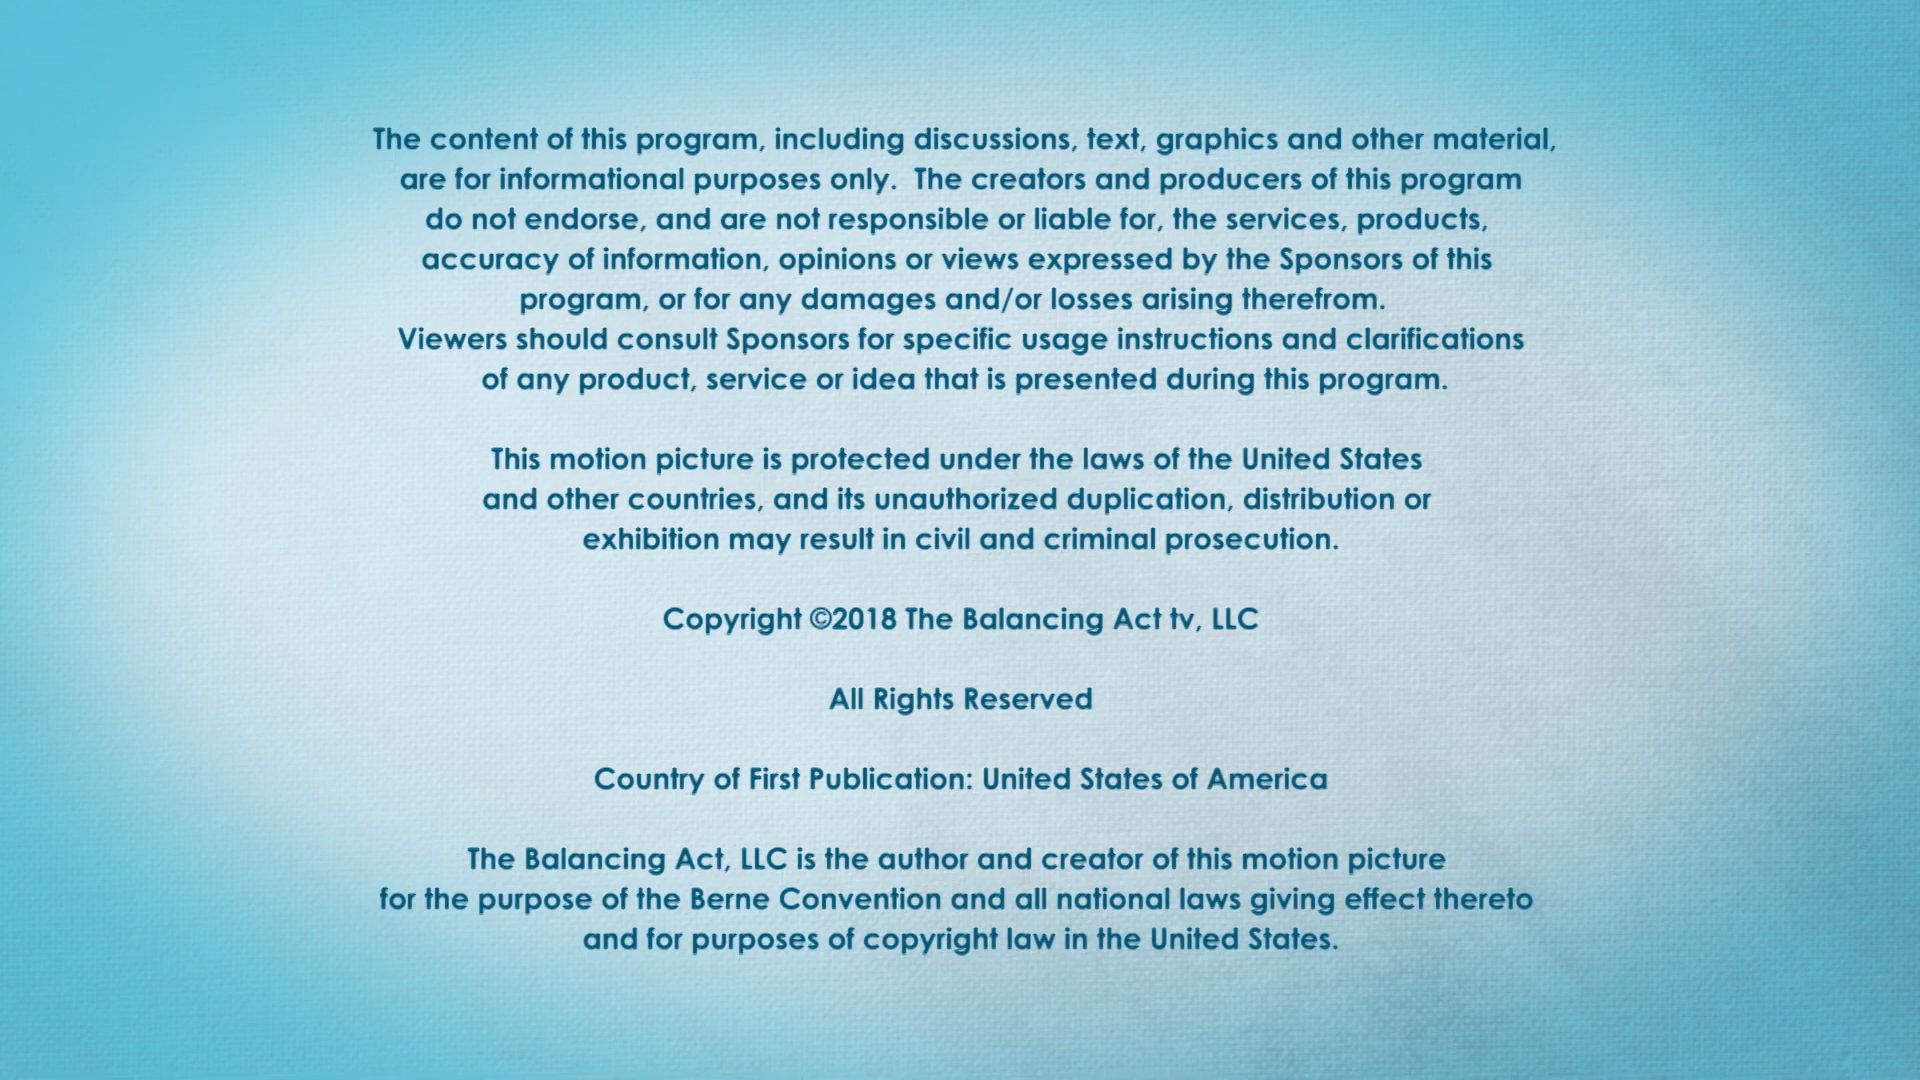 The content of this program, including discussions, text, graphics and other material,
are for informational purposes only.  The creators and producers of this program
do not endorse, and are not responsible or liable for, the services, products,
accuracy of information, opinions or views expressed by the Sponsors of this
program, or for any damages and/or losses arising therefrom.
Viewers should consult Sponsors for specific usage instructions and clarifications
of any product, service or idea that is presented during this program.
This motion picture is protected under the laws of the United States
and other countries, and its unauthorized duplication, distribution or
exhibition may result in civil and criminal prosecution.
Copyright ©2018 The Balancing Act tv, LLC
All Rights Reserved
Country of First Publication: United States of America
The Balancing Act, LLC is the author and creator of this motion picture
for the purpose of the Berne Convention and all national laws giving effect thereto
and for purposes of copyright law in the United States.